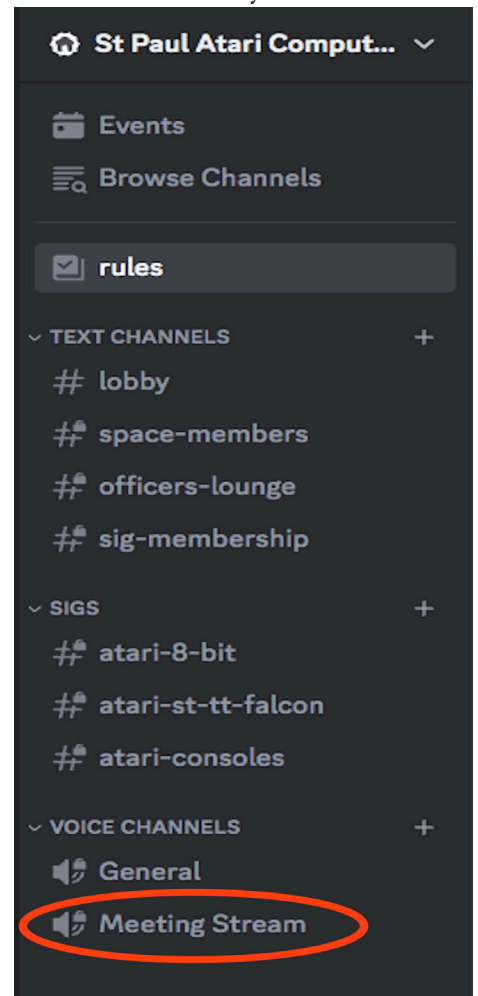 St Paul Atari Comput...
Events
Browse Channels
rules
TEXT CHANNELS
# lobby
# space-members
# officers-lounge
# sig-membership
SIGS
# atari-8-bit
# atari-st-tt-falcon
# atari-consoles
VOICE CHANNELS
General
Meeting Stream